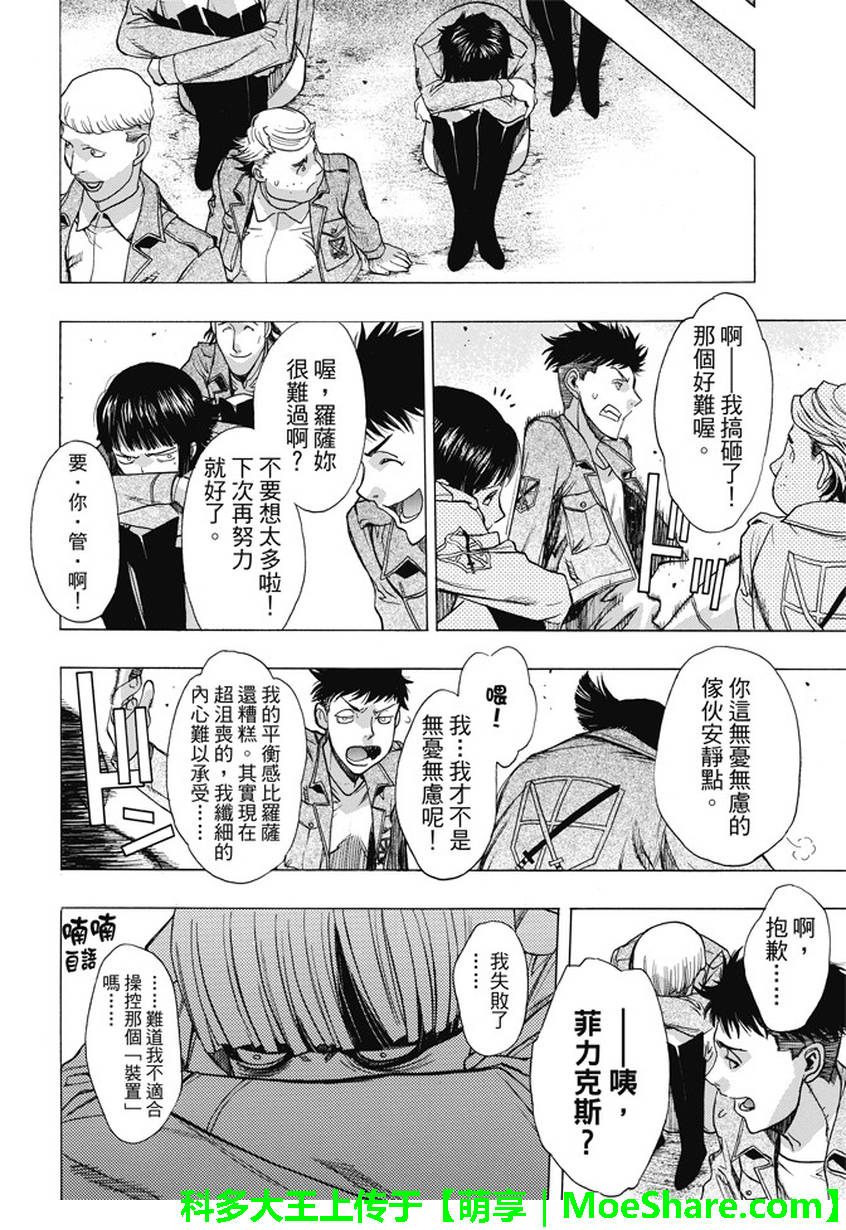 啊——我搞砸了！
那個好難喔。
喔，羅薩妳
很難過啊？
不要想太多啦！
下次再努力
就好了。
要·你·管·啊！
你這無憂無慮的
傢伙安靜點。
喂！
我…我才不是
無憂無慮呢！
我的平衡感比羅薩
還糟糕。其實現在
超沮喪的，我纖細的
內心難以承受……
啊，
抱歉……
——咦，
菲力克斯？
我失敗了
……難道我不適合
操控那個「裝置」
嗎……
喃喃
自語
科多大王上传于【萌享｜MoeShare.com】